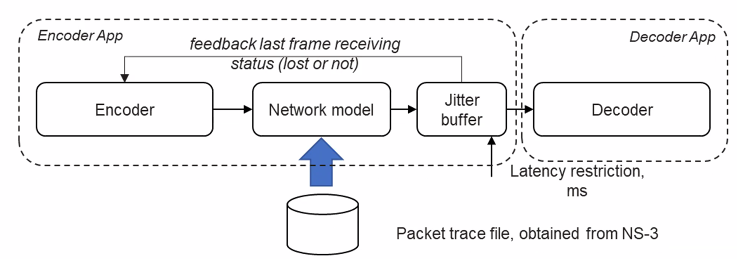 Encoder App
Decoder App
feedback last frame receiving
status (lost or not)
Encoder
Network model
Jitter
buffer
Decoder
Latency restriction,
ms
Packet trace file, obtained from NS-3